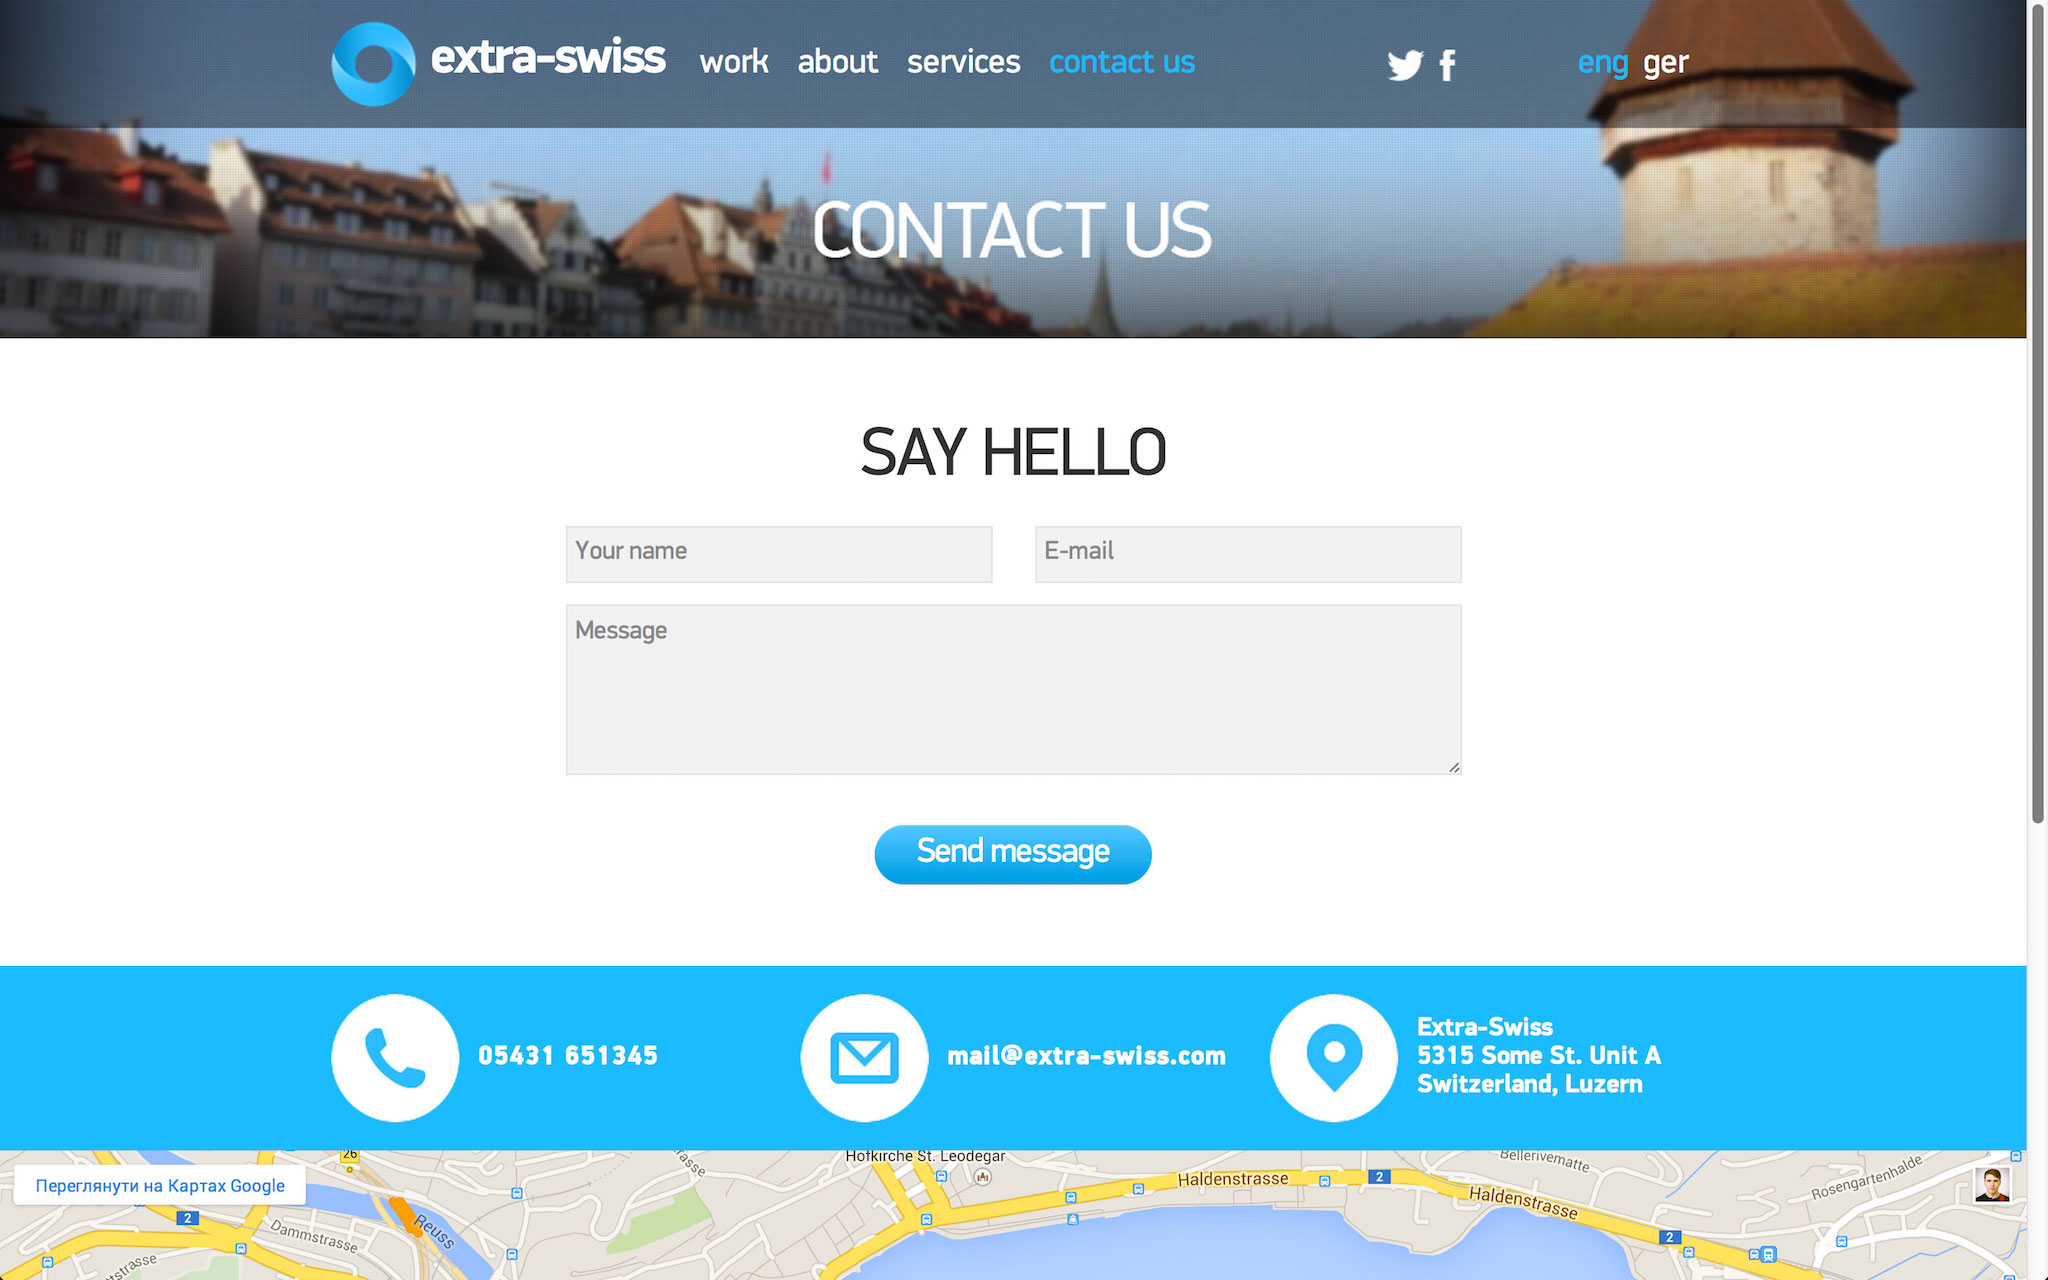 extra-swiss work about services contact us eng ger
CONTACT US
SAY HELLO
Your name E-mail
Message
Send message
05431 651345
mail@extra-swiss.com
Extra-Swiss
5315 Some St. Unit A
Switzerland, Luzern
26
Hofkirche St. Leodegar
Bellerivematte
Переглянути на Картах Google
Haldenstrasse
2
Haldenstrasse
Rosengartenhalde
2
Reuss
Dammstrasse
2